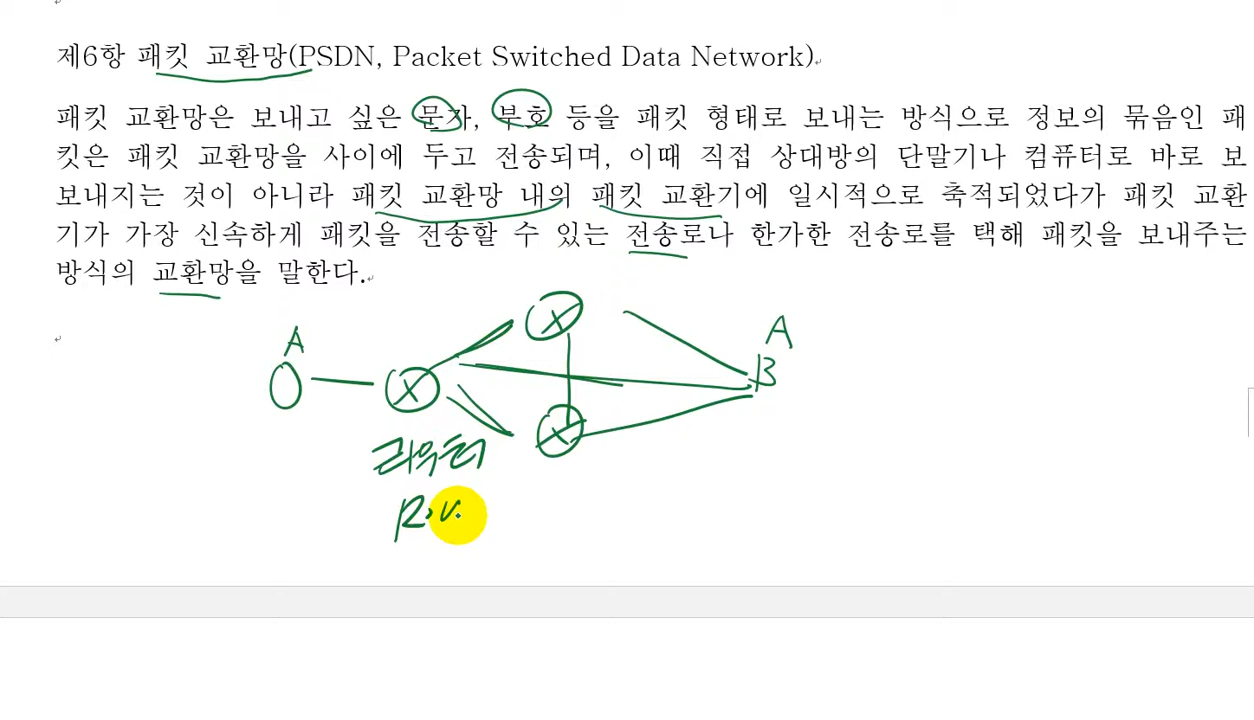 제6항 패킷 교환망(PSDN, Packet Switched Data Network)
패킷 교환망은 보내고 싶은 문자, 부호 등을 패킷 형태로 보내는 방식으로 정보의 묶음인 패
킷은 패킷 교환망을 사이에 두고 전송되며, 이때 직접 상대방의 단말기나 컴퓨터로 바로 보
보내지는 것이 아니라 패킷 교환망 내의 패킷 교환기에 일시적으로 축적되었다가 패킷 교환
기가 가장 신속하게 패킷을 전송할 수 있는 전송로나 한가한 전송로를 택해 패킷을 보내주는
방식의 교환망을 말한다.
A
X
A
X
B
X
라우터